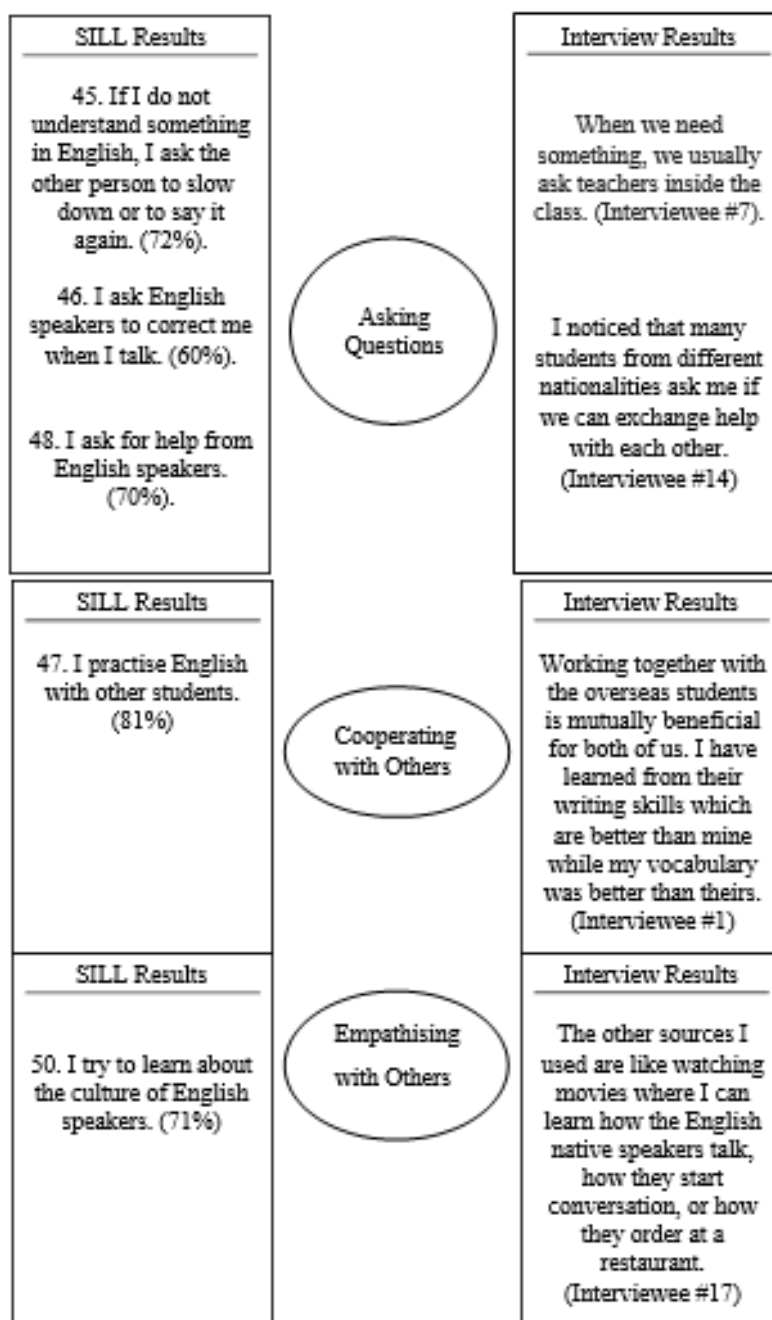 SILL Results
45. If I do not
understand something
in English, I ask the
other person to slow
down or to say it
again. (72%).
46. I ask English
speakers to correct me
when I talk. (60%).
48. I ask for help from
English speakers.
(70%).
Asking
Questions
Interview Results
When we need
something, we usually
ask teachers inside the
class. (Interviewee #7).
I noticed that many
students from different
nationalities ask me if
we can exchange help
with each other.
(Interviewee #14)
SILL Results
47. I practise English
with other students.
(81%)
Cooperating
with Others
Interview Results
Working together with
the overseas students
is mutually beneficial
for both of us. I have
learned from their
writing skills which
are better than mine
while my vocabulary
was better than theirs.
(Interviewee #1)
SILL Results
50. I try to learn about
the culture of English
speakers. (71%)
Empathising
with Others
Interview Results
The other sources I
used are like watching
movies where I can
learn how the English
native speakers talk,
how they start
conversation, or how
they order at a
restaurant.
(Interviewee #17)